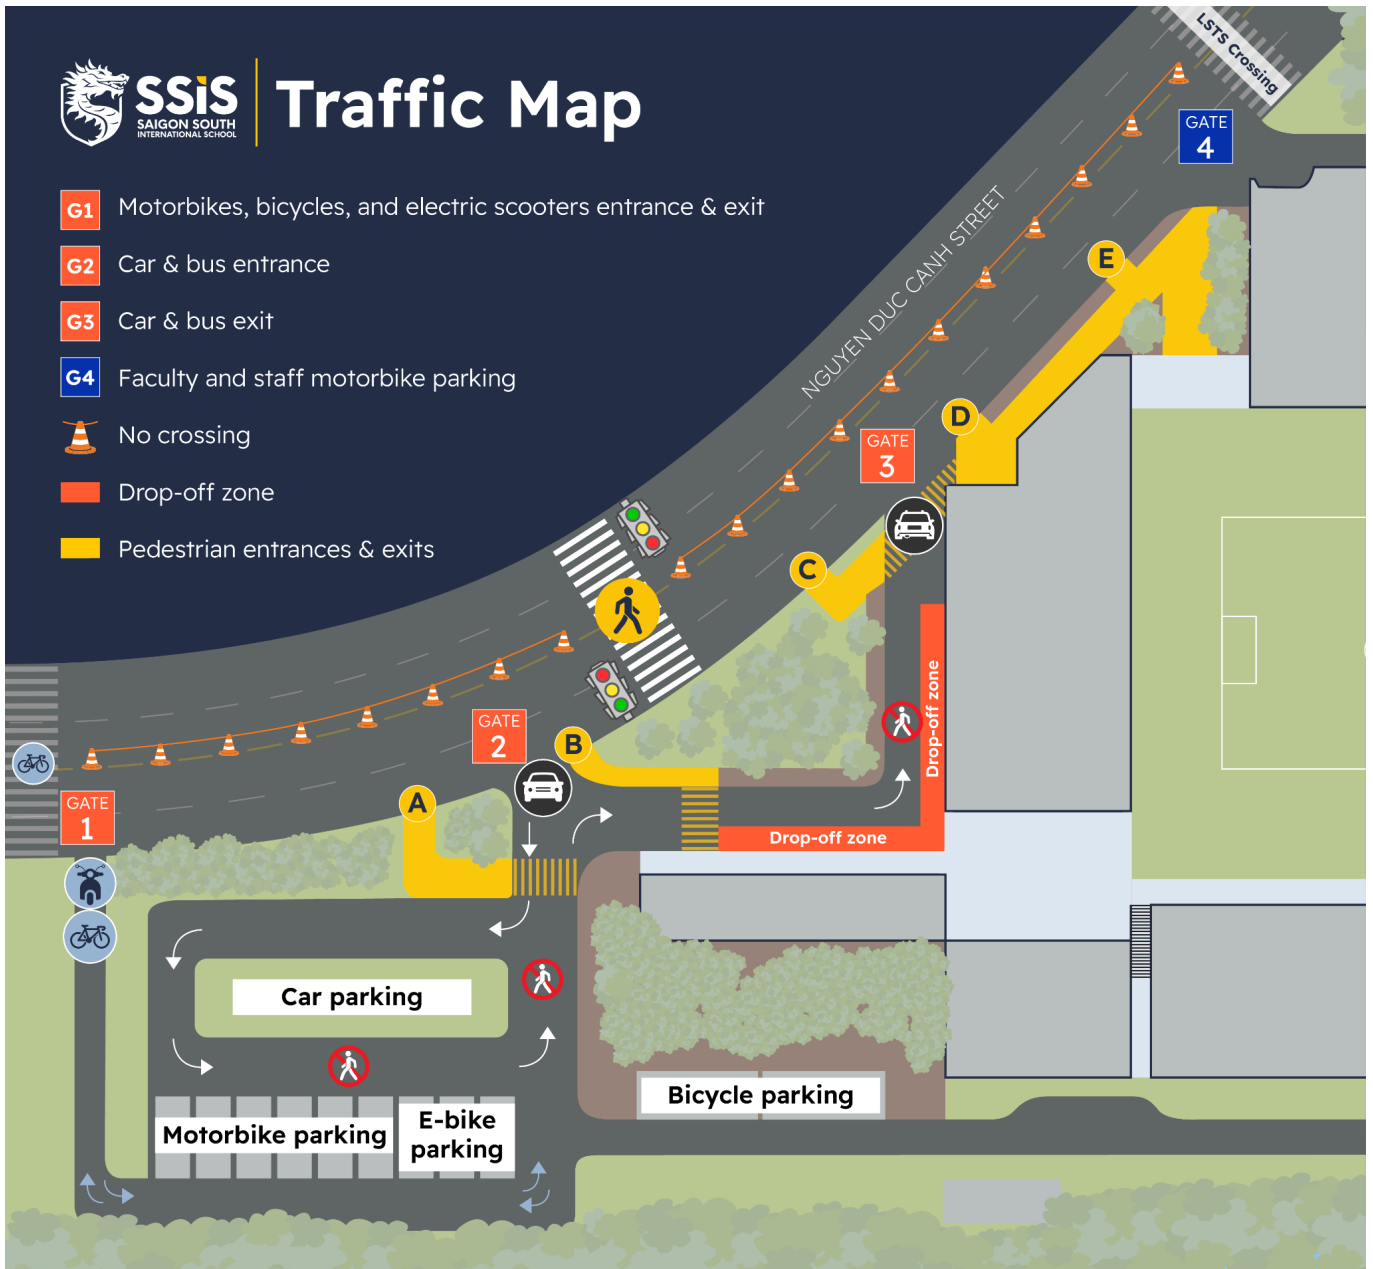 SSIS
SAIGON SOUTH
INTERNATIONAL SCHOOL
Traffic Map
G1 Motorbikes, bicycles, and electric scooters entrance & exit
G2 Car & bus entrance
G3 Car & bus exit
G4 Faculty and staff motorbike parking
No crossing
Drop-off zone
Pedestrian entrances & exits
LSTS Crossing
GATE
4
NGUYEN DUC CANH STREET
E
D
GATE
3
C
GATE
2
B
Drop-off zone
GATE
1
A
Drop-off zone
Car parking
Motorbike parking
E-bike
parking
Bicycle parking